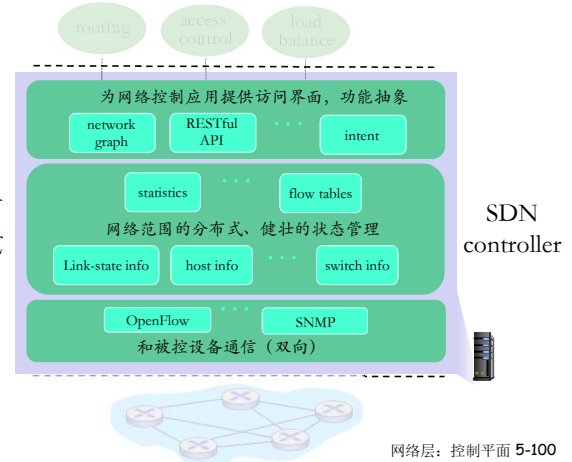 routing
access
control
load
balance
为网络控制应用提供访问界面，功能抽象
network
graph
RESTful
API
intent
statistics
flow tables
网络范围的分布式、健壮的状态管理
Link-state info
host info
switch info
SDN
controller
OpenFlow
SNMP
和被控设备通信（双向）
网络层：控制平面 5-100